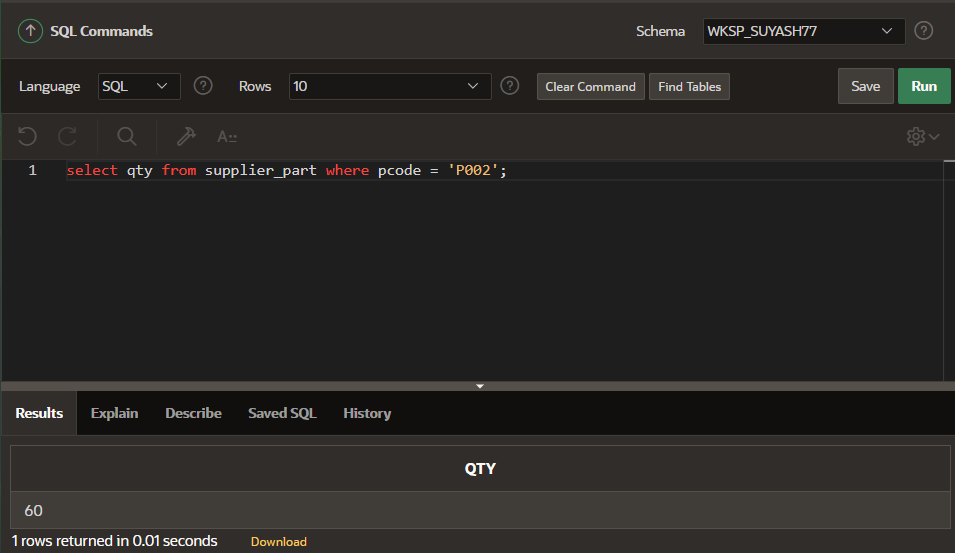 SQL Commands Schema WKSP_SUYASH77 ?
Language SQL ? Rows 10 ? Clear Command Find Tables Save Run
A::
1 select qty from supplier_part where pcode = 'P002';
Results Explain Describe Saved SQL History
QTY
60
1 rows returned in 0.01 seconds Download